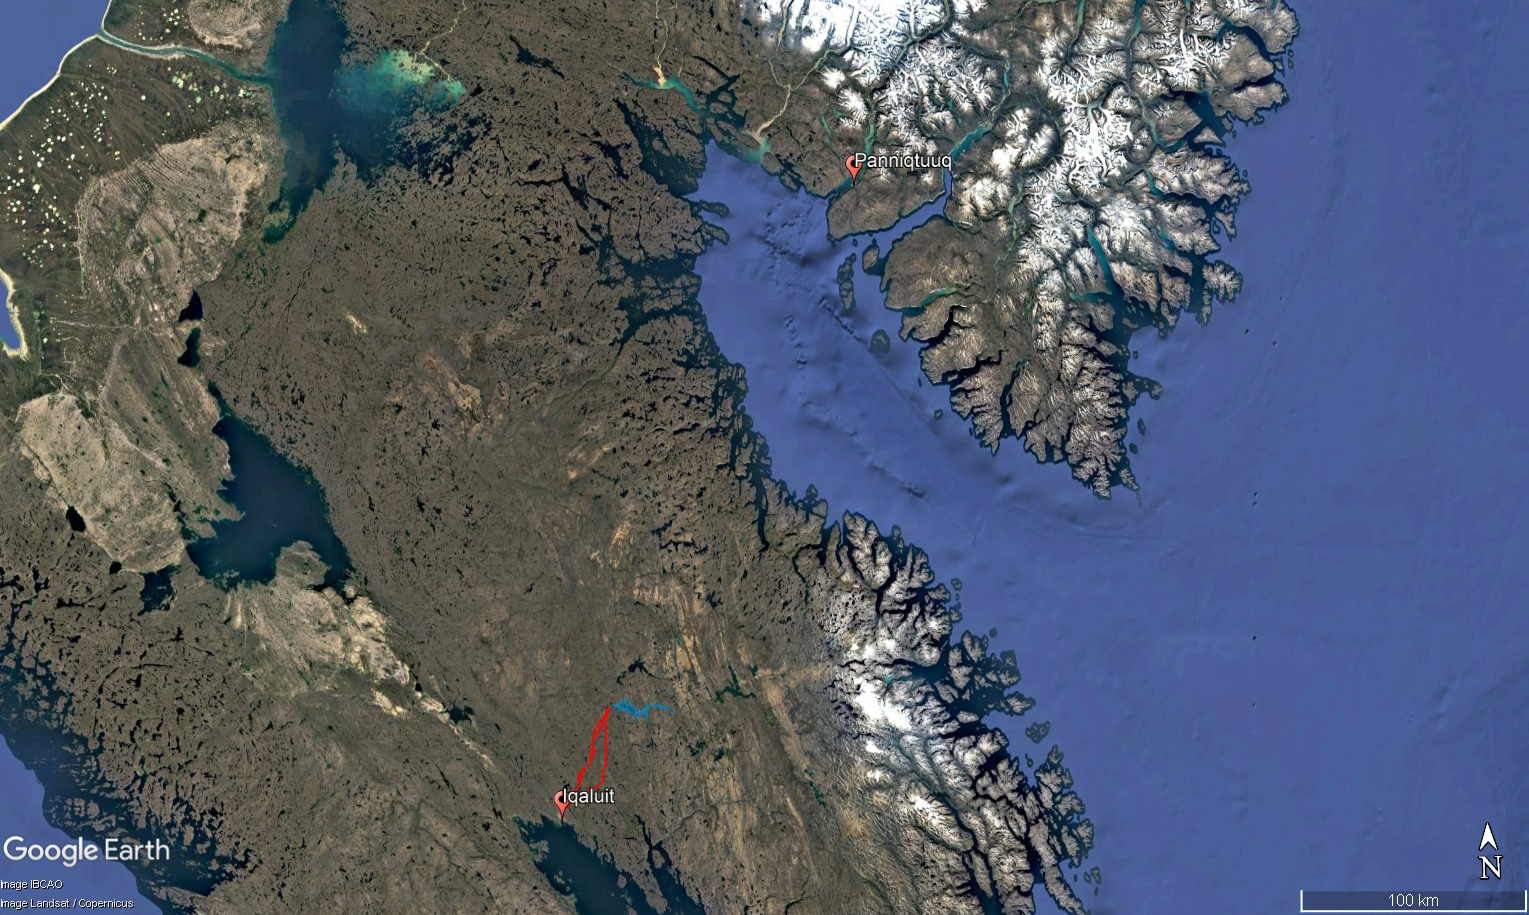 Panniqtuuq
Iqaluit
Google Earth
Image IBCAO
Image Landsat / Copernicus
N
100 km